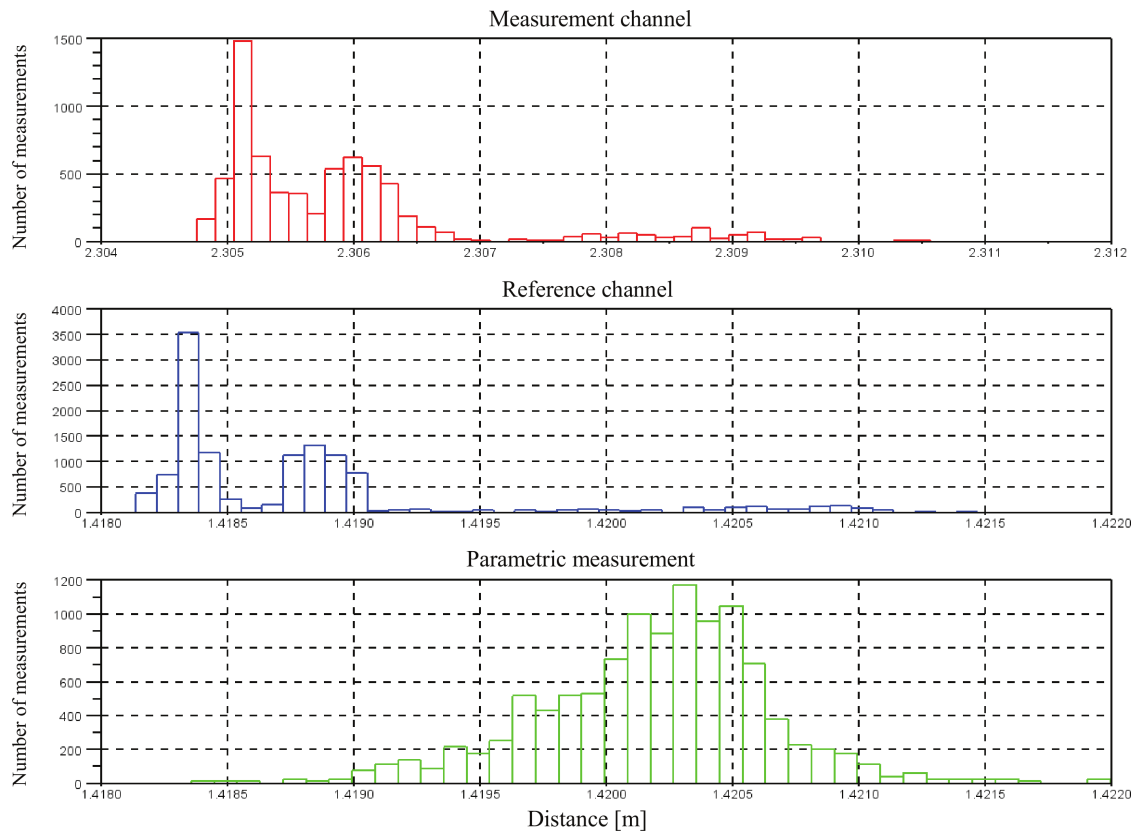 Measurement channel
Number of measurements
1500
1000
500
0
2.304 2.305 2.306 2.307 2.308 2.309 2.310 2.311 2.312
Reference channel
Number of measurements
4000
3500
3000
2500
2000
1500
1000
500
0
1.4180 1.4185 1.4190 1.4195 1.4200 1.4205 1.4210 1.4215 1.4220
Parametric measurement
Number of measurements
1200
1000
800
600
400
200
0
1.4180 1.4185 1.4190 1.4195 1.4200 1.4205 1.4210 1.4215 1.4220
Distance [m]